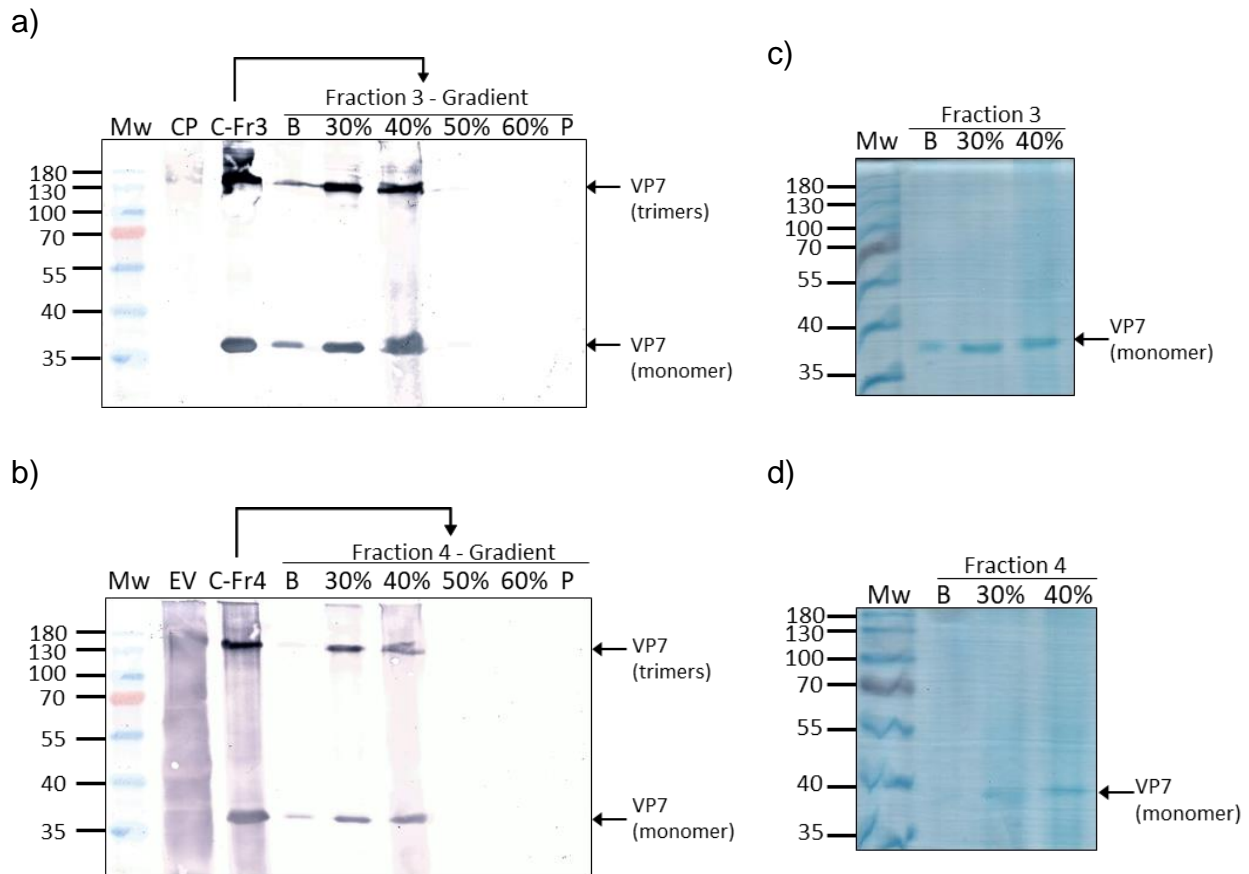 a)
Fraction 3 - Gradient
Mw CP C-Fr3 B 30% 40% 50% 60% P
180
130
100
70
55
40
35
VP7
(trimers)
VP7
(monomer)
c)
Fraction 3
Mw B 30% 40%
180
130
100
70
55
40
35
VP7
(monomer)
b)
Fraction 4 - Gradient
Mw EV C-Fr4 B 30% 40% 50% 60% P
180
130
100
70
55
40
35
VP7
(trimers)
VP7
(monomer)
d)
Fraction 4
Mw B 30% 40%
180
130
100
70
55
40
35
VP7
(monomer)